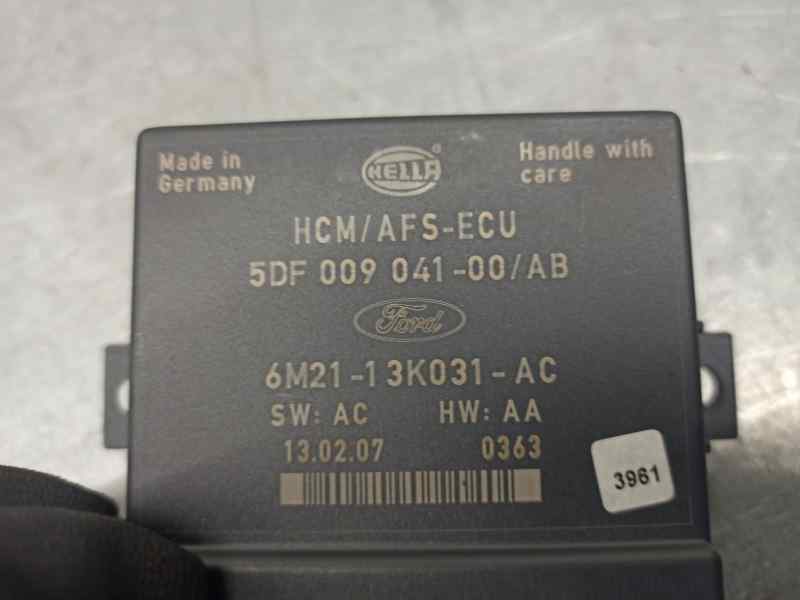 Made in
Germany
HELLA
®
Handle with
care
HCM/AFS-ECU
5DF 009 041-00/AB
Ford
6M21-13K031-AC
SW: AC HW: AA
13.02.07 0363
3961